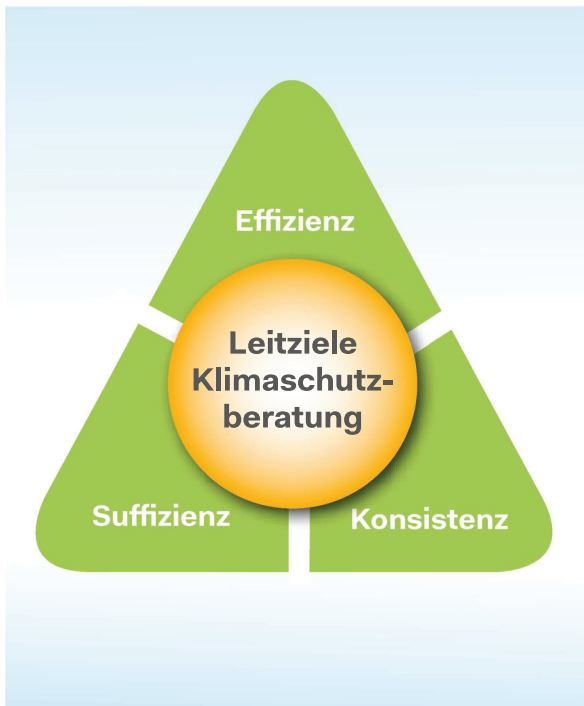 Effizienz
Leitziele
Klimaschutz-
beratung
Suffizienz
Konsistenz